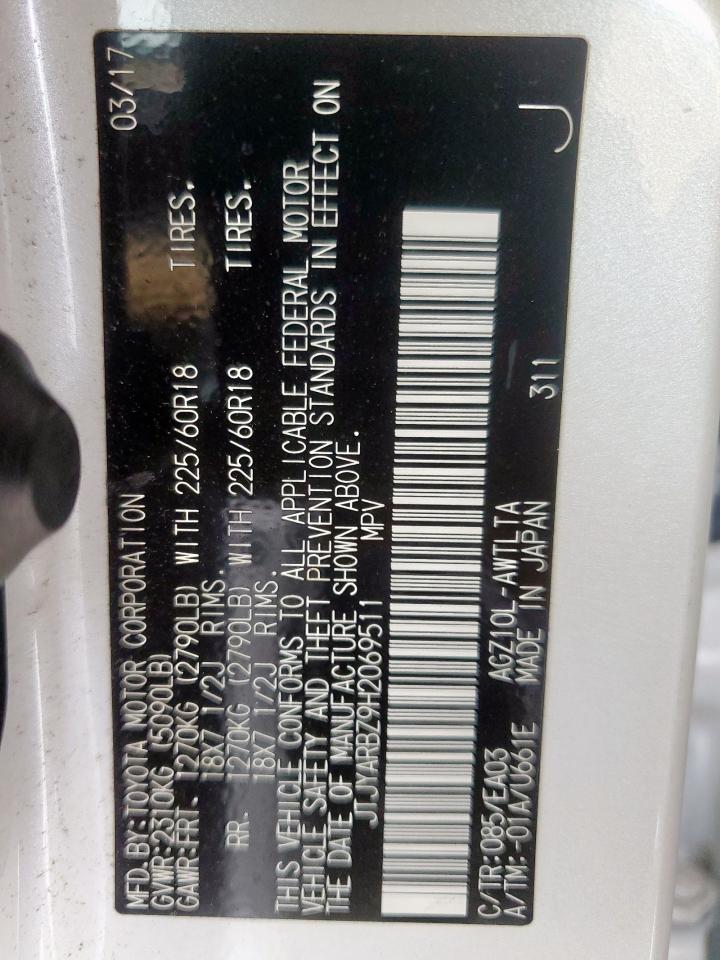 MFD.BY:TOYOTA MOTOR CORPORATION 03/17
GVWR:2310KG (5090LB)
GAWR:FRT. 1270KG (2790LB) WITH 225/60R18 TIRES.
18X7 1/2J RIMS.
RR. 1270KG (2790LB) WITH 225/60R18 TIRES.
18X7 1/2J RIMS.
THIS VEHICLE CONFORMS TO ALL APPLICABLE FEDERAL MOTOR
VEHICLE SAFETY AND THEFT PREVENTION STANDARDS IN EFFECT ON
THE DATE OF MANUFACTURE SHOWN ABOVE.
JTJYARBZ9H2069511 MPV
C/TR:085/EA03 AGZ10L-AWTLTA 311 J
A/TM:-01A/U661E MADE IN JAPAN